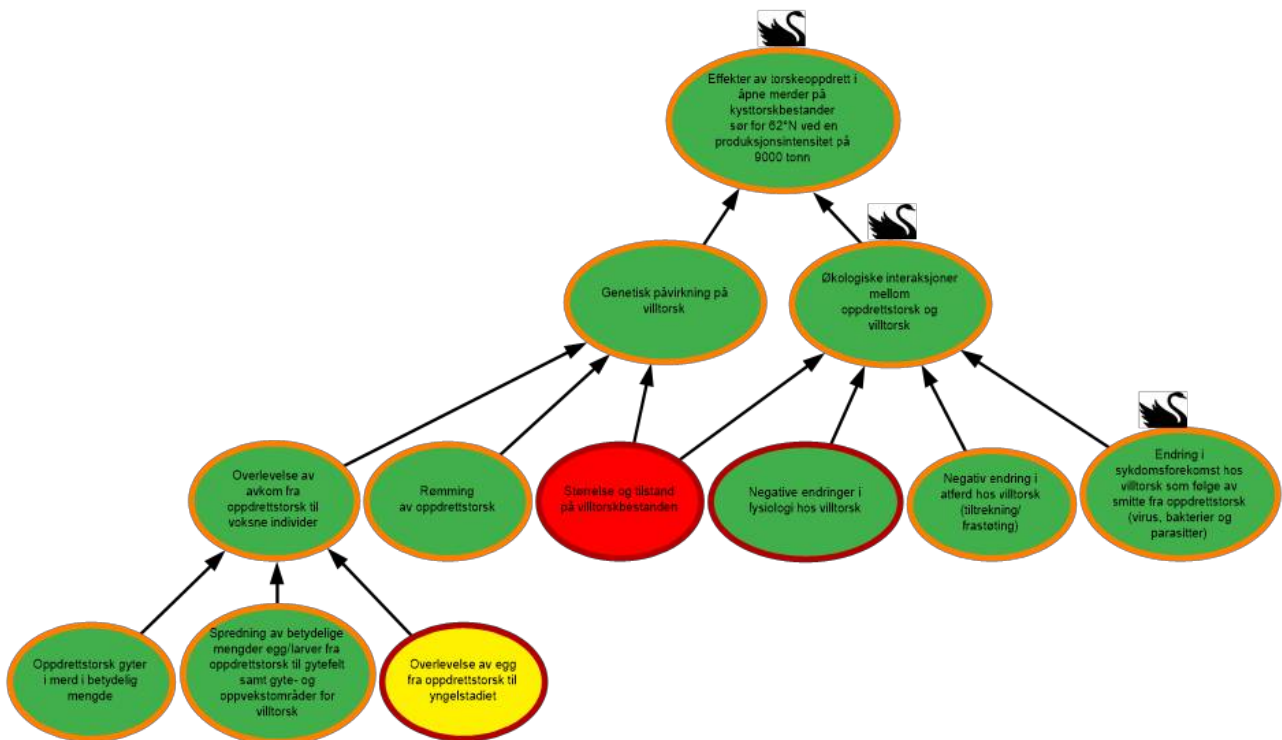 Effekter av torskeoppdrett i
åpne merder på
kysttorskbestander
sør for 62°N ved en
produksjonsintensitet på
9000 tonn
Genetisk påvirkning på
villtorsk
Økologiske interaksjoner
mellom
oppdrettstorsk og
villtorsk
Overlevelse av
avkom fra
oppdrettstorsk til
voksne individer
Rømming
av oppdrettstorsk
Størrelse og tilstand
på villtorskbestanden
Negative endringer i
fysiologi hos villtorsk
Negativ endring i
atferd hos villtorsk
(tiltrekning/
frastøting)
Endring i
sykdomsforekomst hos
villtorsk som følge av
smitte fra oppdrettstorsk
(virus, bakterier og
parasitter)
Oppdrettstorsk gyter
i merd i betydelig
mengde
Spredning av betydelige
mengder egg/larver fra
oppdrettstorsk til gytefelt
samt gyte- og
oppvekstområder for
villtorsk
Overlevelse av egg
fra oppdrettstorsk til
yngelstadiet